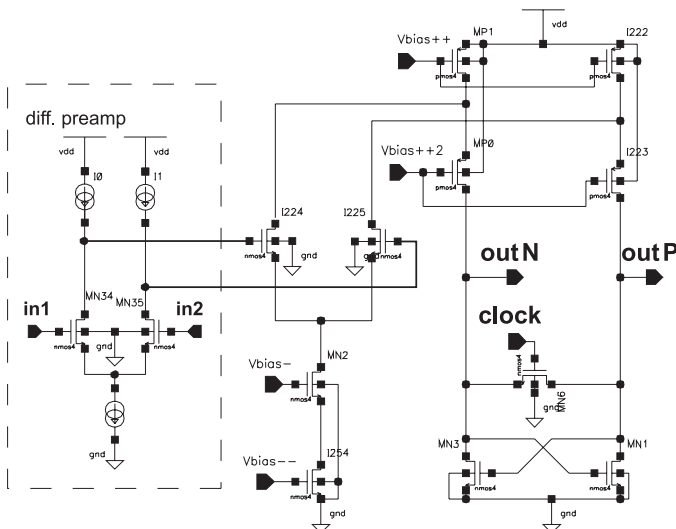 MP1
I222
Vbias++
vdd
pmos4
pmos4
diff. preamp
vdd
vdd
MP0
I223
Vbias++2
I0
I1
pmos4
pmos4
I224
I225
gnd
gnd
nmos4
nmos4
outN
outP
MN34
MN35
in1
in2
clock
gnd
nmos4
nmos4
nmos4
MN2
Vbias-
nmos4
gnd
MN6
gnd
MN3
MN1
I254
Vbias--
nmos4
nmos4
nmos4
gnd
gnd